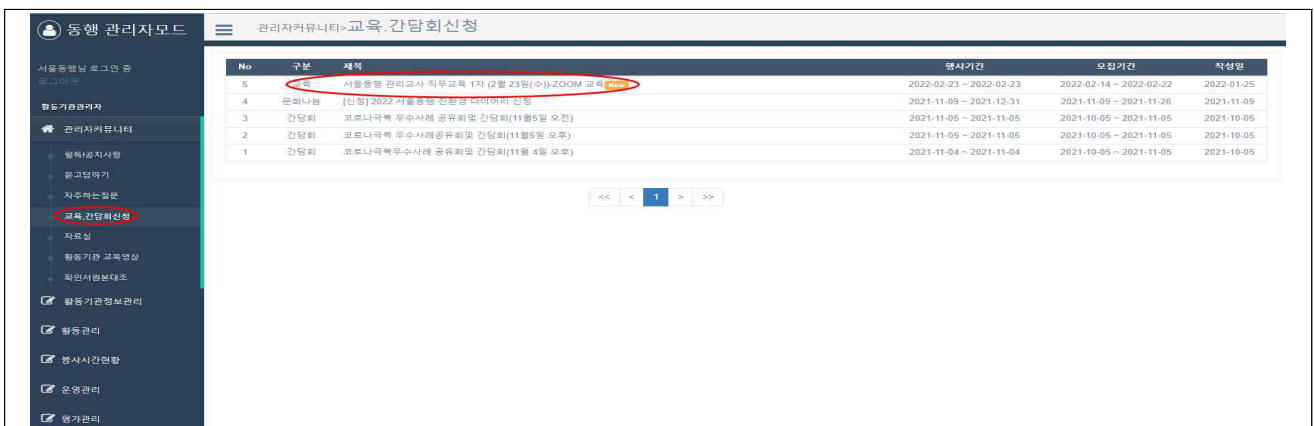 동행 관리자모드
관리자커뮤니티>교육.간담회신청
서울동행님 로그인 중
로그아웃
활동기관관리자
관리자커뮤니티
필독!공지사항
묻고답하기
자주하는질문
교육,간담회신청
자료실
활동기관 교육영상
확인서원본대조
활동기관정보관리
활동관리
봉사시간현황
운영관리
평가관리
No 구분 제목 행사기간 모집기간 작성일
5 교육 서울동행 관리교사 직무교육 1차 (2월 23일(수))-ZOOM 교육 New 2022-02-23 ~ 2022-02-23 2022-02-14 ~ 2022-02-22 2022-01-25
4 문화나눔 [신청] 2022 서울동행 친환경 다이어리 신청 2021-11-09 ~ 2021-12-31 2021-11-09 ~ 2021-11-26 2021-11-09
3 간담회 코로나극복 우수사례 공유회및 간담회(11월5일 오전) 2021-11-05 ~ 2021-11-05 2021-10-05 ~ 2021-11-05 2021-10-05
2 간담회 코로나극복 우수사례공유회및 간담회(11월5일 오후) 2021-11-05 ~ 2021-11-05 2021-10-05 ~ 2021-11-05 2021-10-05
1 간담회 코로나극복우수사례 공유회및 간담회(11월 4일 오후) 2021-11-04 ~ 2021-11-04 2021-10-05 ~ 2021-11-05 2021-10-05
<< < 1 > >>